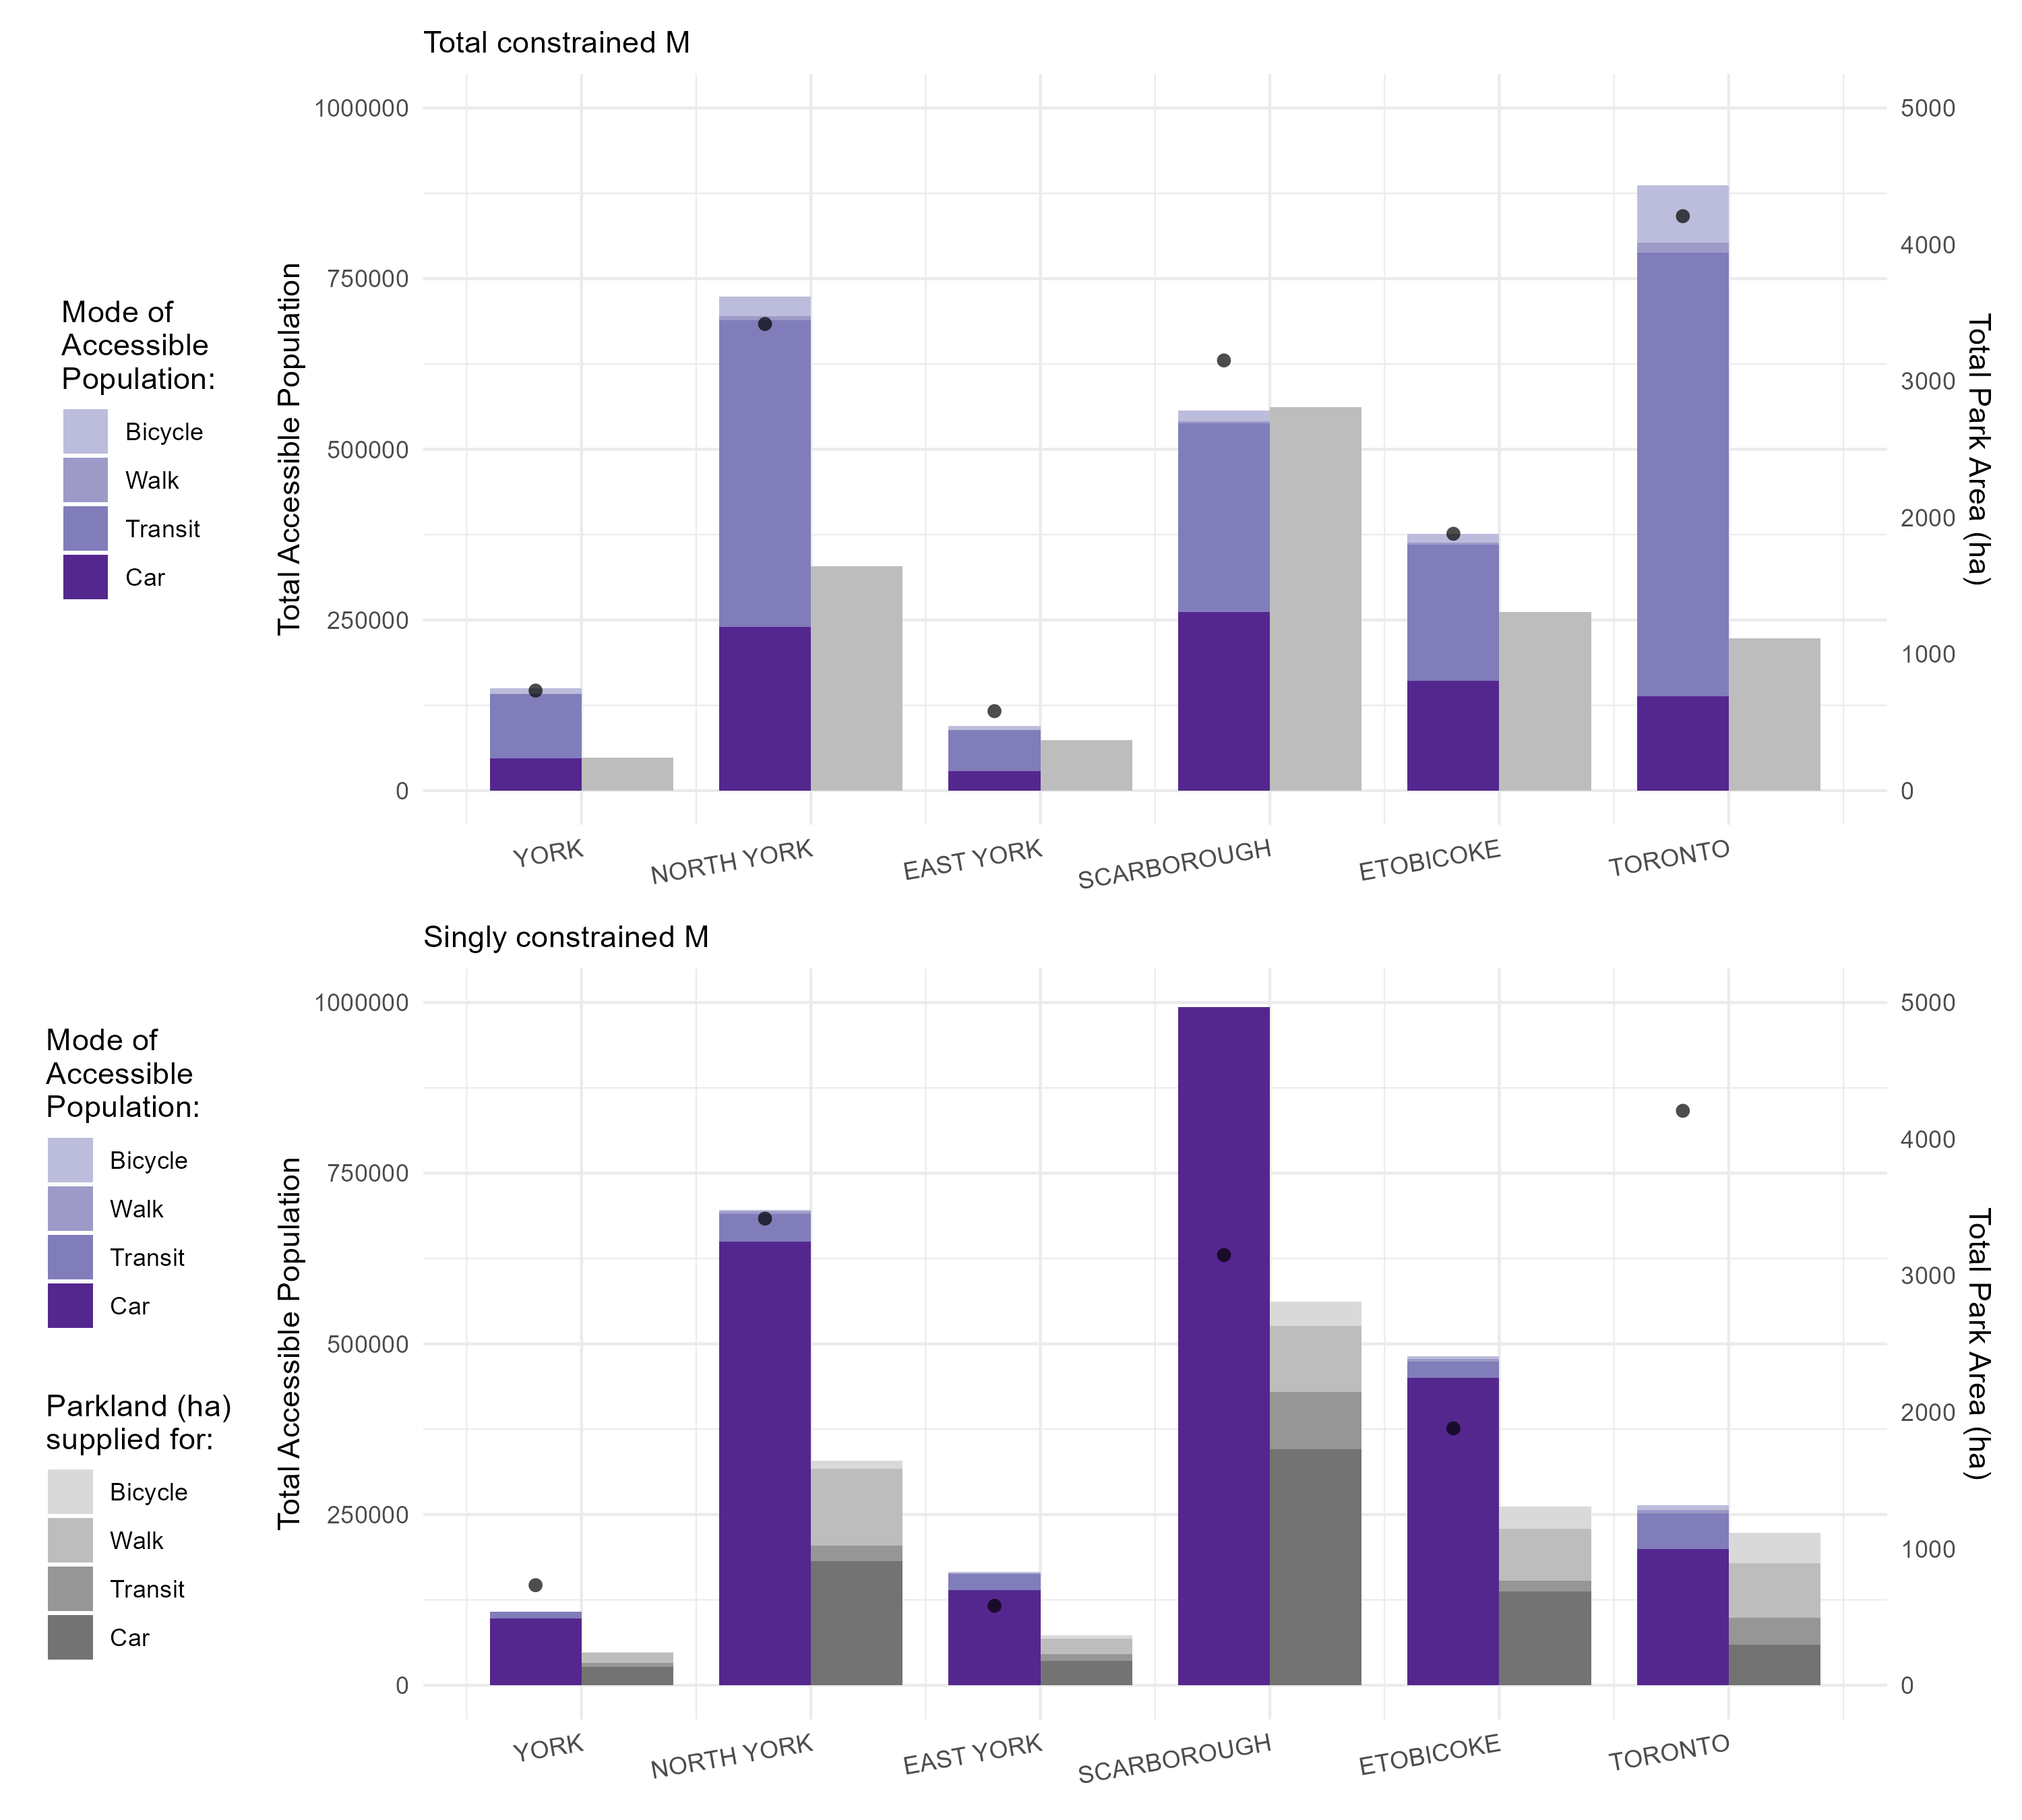 Total constrained M
Mode of
Accessible
Population:
Bicycle
Walk
Transit
Car
Total Accessible Population
1000000
750000
500000
250000
0
5000
4000
3000
2000
1000
0
Total Park Area (ha)
YORK
NORTH YORK
EAST YORK
SCARBOROUGH
ETOBICOKE
TORONTO
Singly constrained M
Mode of
Accessible
Population:
Bicycle
Walk
Transit
Car
Parkland (ha)
supplied for:
Bicycle
Walk
Transit
Car
Total Accessible Population
1000000
750000
500000
250000
0
5000
4000
3000
2000
1000
0
Total Park Area (ha)
YORK
NORTH YORK
EAST YORK
SCARBOROUGH
ETOBICOKE
TORONTO